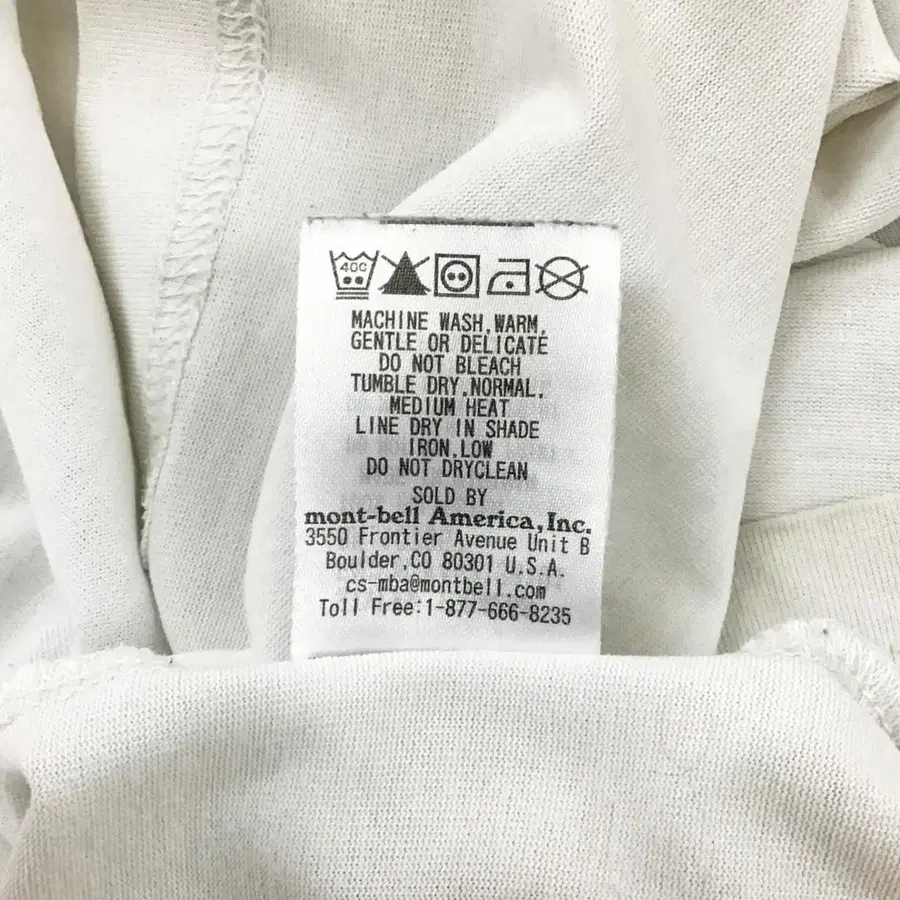 40C
MACHINE WASH,WARM,
GENTLE OR DELICATE
DO NOT BLEACH
TUMBLE DRY,NORMAL,
MEDIUM HEAT
LINE DRY IN SHADE
IRON,LOW
DO NOT DRYCLEAN
SOLD BY
mont-bell America,Inc.
3550 Frontier Avenue Unit B
Boulder,CO 80301 U.S.A.
cs-mba@montbell.com
Toll Free:1-877-666-8235